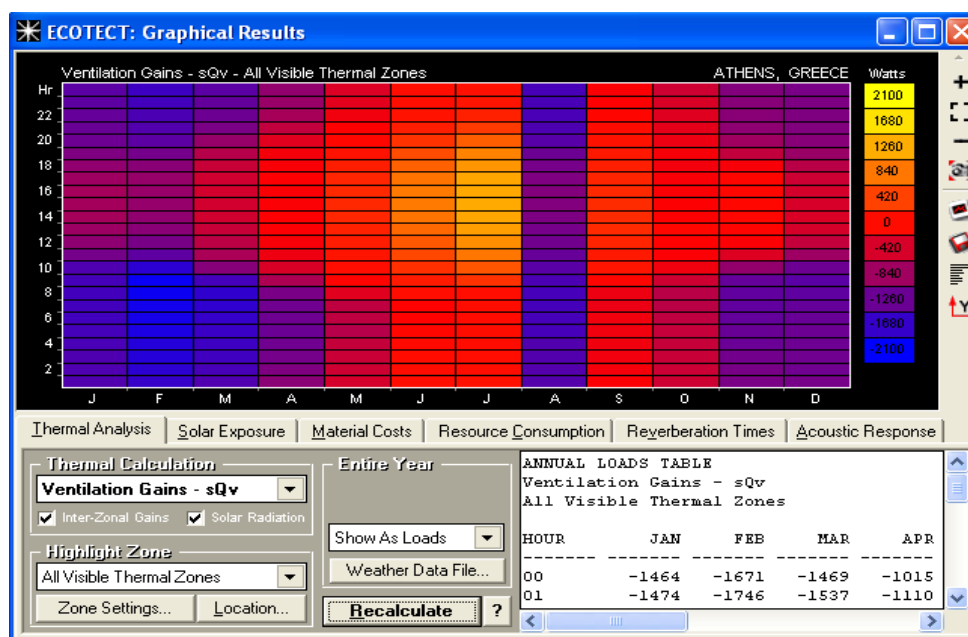 ECOTECT: Graphical Results
Ventilation Gains - sQv - All Visible Thermal Zones ATHENS, GREECE Watts
Hr
22
20
18
16
14
12
10
8
6
4
2
2100
1680
1260
840
420
0
-420
-840
-1260
-1680
-2100
J F M A M J J A S O N D
Thermal Analysis Solar Exposure Material Costs Resource Consumption Reverberation Times Acoustic Response
Thermal Calculation
Ventilation Gains - sQv
Inter-Zonal Gains Solar Radiation
Highlight Zone
All Visible Thermal Zones
Zone Settings... Location...
Entire Year
Show As Loads
Weather Data File...
Recalculate ?
ANNUAL LOADS TABLE
Ventilation Gains - sQv
All Visible Thermal Zones
HOUR JAN FEB MAR APR
------- ------- ------- ------- -------
00 -1464 -1671 -1469 -1015
01 -1474 -1746 -1537 -1110